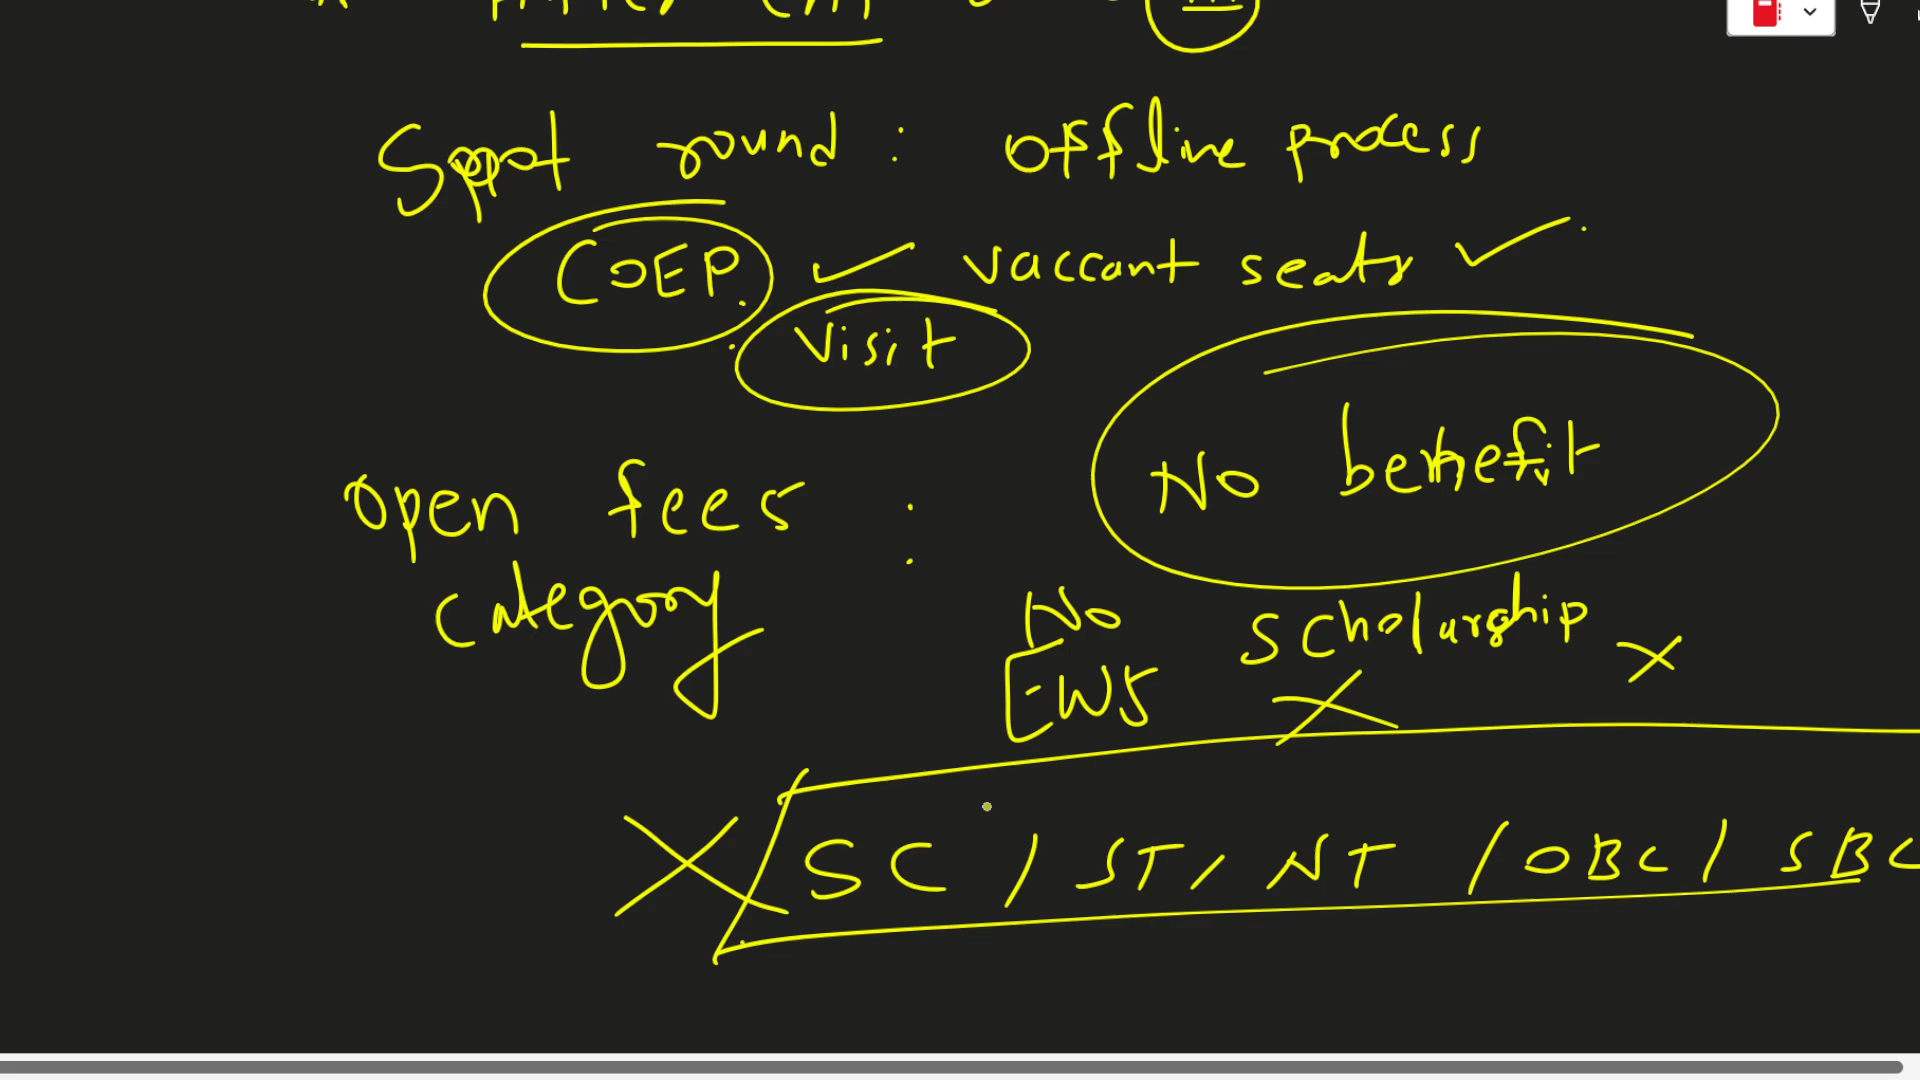 Sppot round : offline process
COEP vaccant seats
Visit
No benefit
Open fees :
category
No scholarship
EWS
SC / ST / NT / OBC / SBC